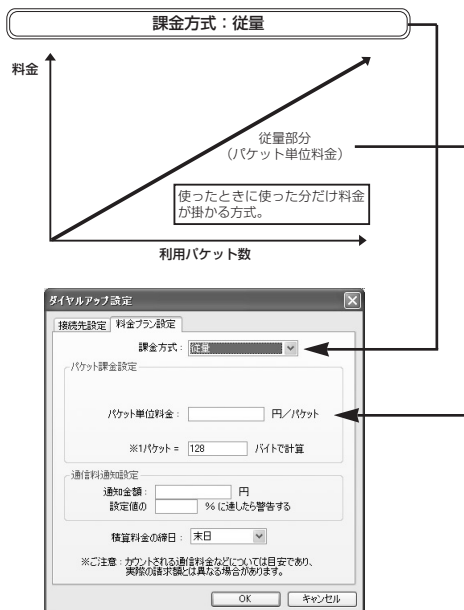 課金方式：従量
料金
従量部分
（パケット単位料金）
使ったときに使った分だけ料金
が掛かる方式。
利用パケット数
ダイヤルアップ設定
接続先設定 料金プラン設定
課金方式： 従量
パケット課金設定
パケット単位料金： 円／パケット
※1パケット＝ 128 バイトで計算
通信料通知設定
通知金額： 円
設定値の %に達したら警告する
積算料金の締日： 末日
※ご注意：カウントされる通信料金などについては目安であり、
実際の請求額とは異なる場合があります。
OK キャンセル